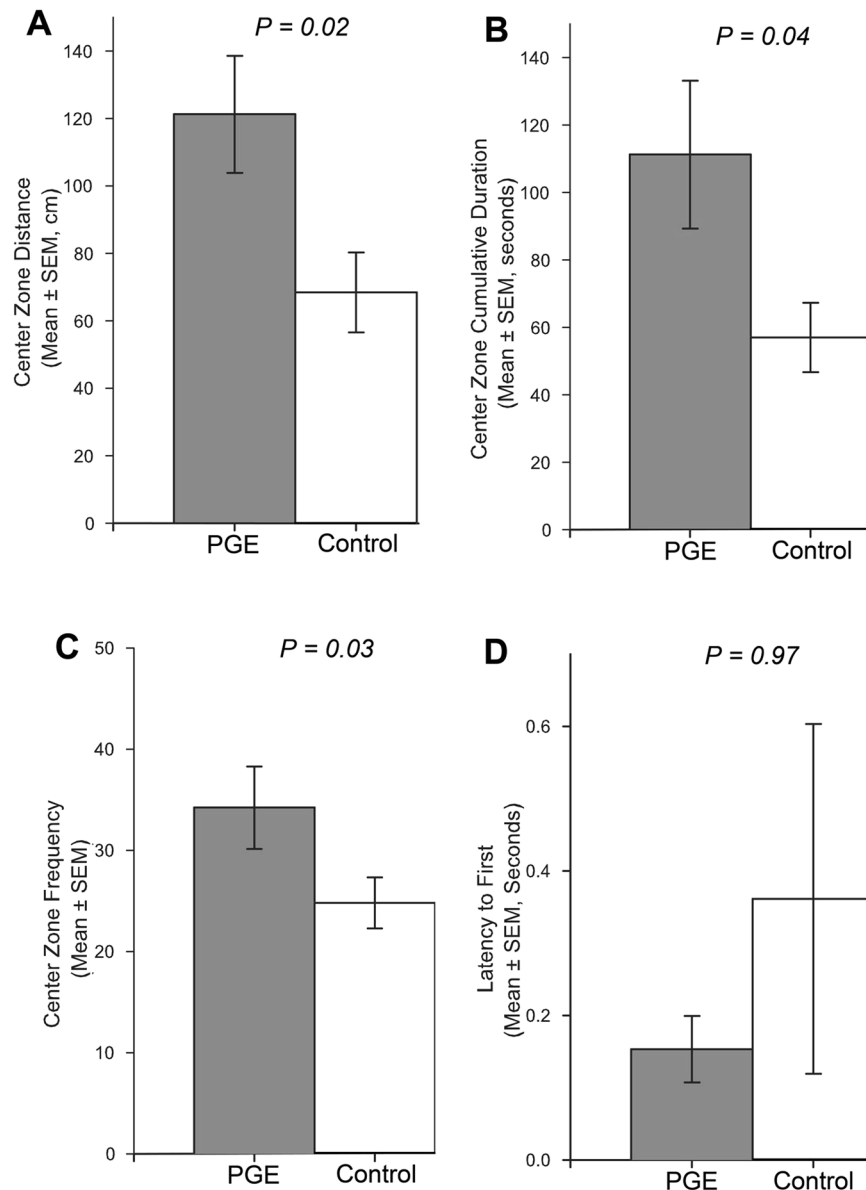 A
P = 0.02
Center Zone Distance
(Mean ± SEM, cm)
140
120
100
80
60
40
20
0
PGE
Control
B
P = 0.04
Center Zone Cumulative Duration
(Mean ± SEM, seconds)
140
120
100
80
60
40
20
0
PGE
Control
C
P = 0.03
Center Zone Frequency
(Mean ± SEM)
50
40
30
20
10
0
PGE
Control
D
P = 0.97
Latency to First
(Mean ± SEM, Seconds)
0.6
0.4
0.2
0.0
PGE
Control